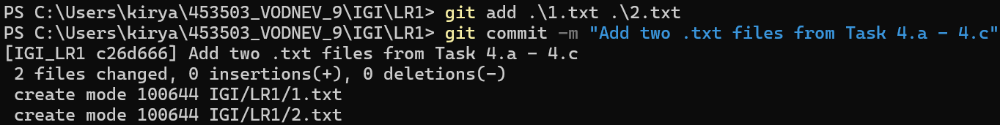 PS C:\Users\kirya\453503_VODNEV_9\IGI\LR1> git add .\1.txt .\2.txt
PS C:\Users\kirya\453503_VODNEV_9\IGI\LR1> git commit -m "Add two .txt files from Task 4.a - 4.c"
[IGI_LR1 c26d666] Add two .txt files from Task 4.a - 4.c
 2 files changed, 0 insertions(+), 0 deletions(-)
 create mode 100644 IGI/LR1/1.txt
 create mode 100644 IGI/LR1/2.txt